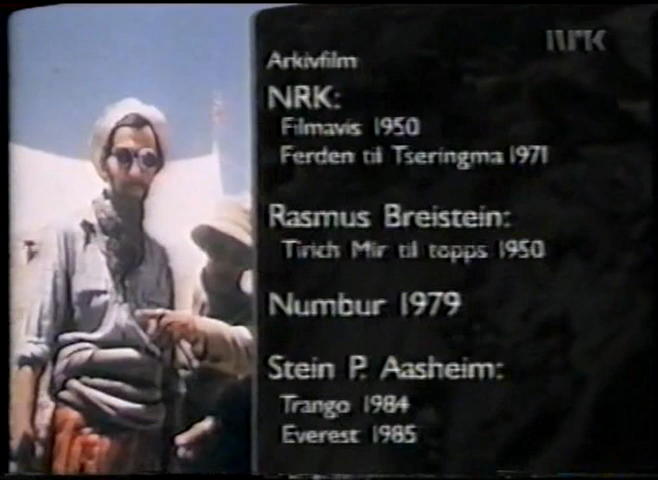 NRK
Arkivfilm
NRK:
Filmavis 1950
Ferden til Tseringma 1971
Rasmus Breistein:
Tirich Mir til topps 1950
Numbur 1979
Stein P. Aasheim:
Trango 1984
Everest 1985